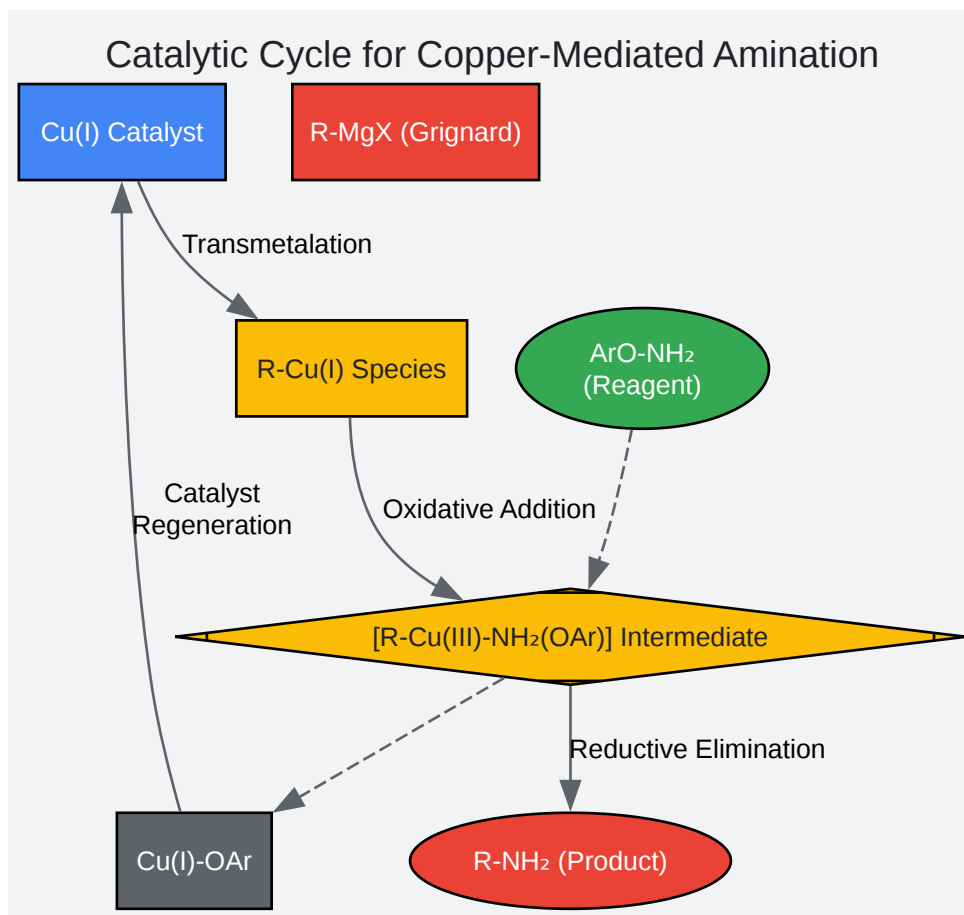 Catalytic Cycle for Copper-Mediated Amination
Cu(I) Catalyst
R-MgX (Grignard)
Transmetalation
R-Cu(I) Species
ArO-NH₂
(Reagent)
Catalyst
Regeneration
Oxidative Addition
[R-Cu(III)-NH₂(OAr)] Intermediate
Reductive Elimination
Cu(I)-OAr
R-NH₂ (Product)